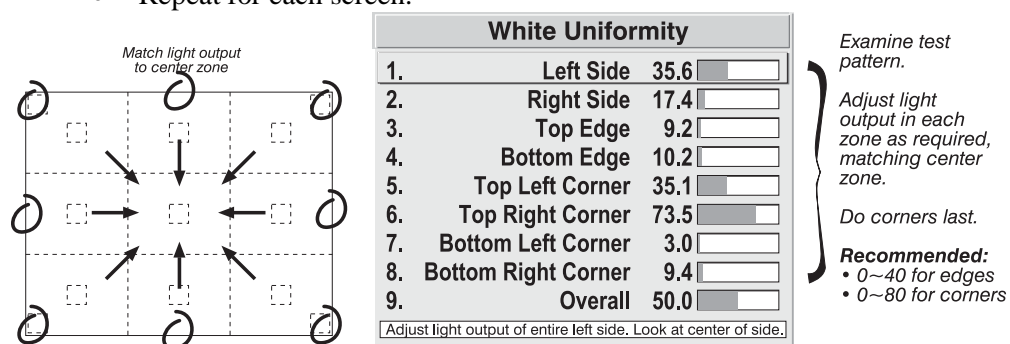 Repeat for each screen.
Match light output
to center zone
White Uniformity
1. Left Side 35.6
2. Right Side 17.4
3. Top Edge 9.2
4. Bottom Edge 10.2
5. Top Left Corner 35.1
6. Top Right Corner 73.5
7. Bottom Left Corner 3.0
8. Bottom Right Corner 9.4
9. Overall 50.0
Adjust light output of entire left side. Look at center of side.
Examine test
pattern.
Adjust light
output in each
zone as required,
matching center
zone.
Do corners last.
Recommended:
• 0~40 for edges
• 0~80 for corners